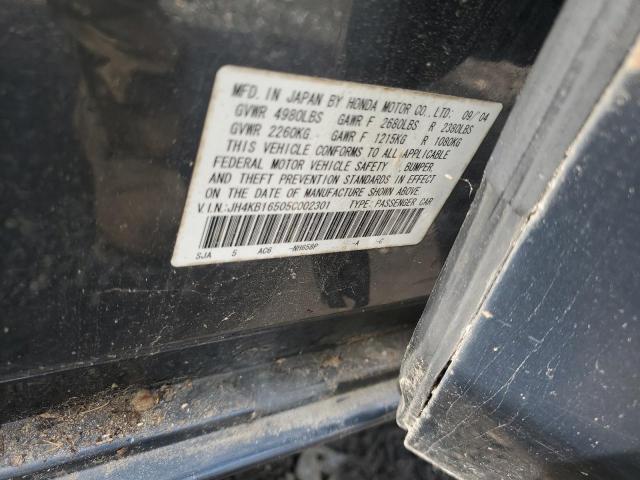 MFD. IN JAPAN BY HONDA MOTOR CO., LTD. 09/04
GVWR 4980LBS GAWR F 2680LBS R 2380LBS
GVWR 2260KG. GAWR F 1215KG R 1080KG
THIS VEHICLE CONFORMS TO ALL APPLICABLE
FEDERAL MOTOR VEHICLE SAFETY , BUMPER,
AND THEFT PREVENTION STANDARDS IN EFFECT
ON THE DATE OF MANUFACTURE SHOWN ABOVE.
V.I.N.:JH4KB16505C002301 TYPE: PASSENGER CAR
SJA 5 AC6 -NH658P -A -C